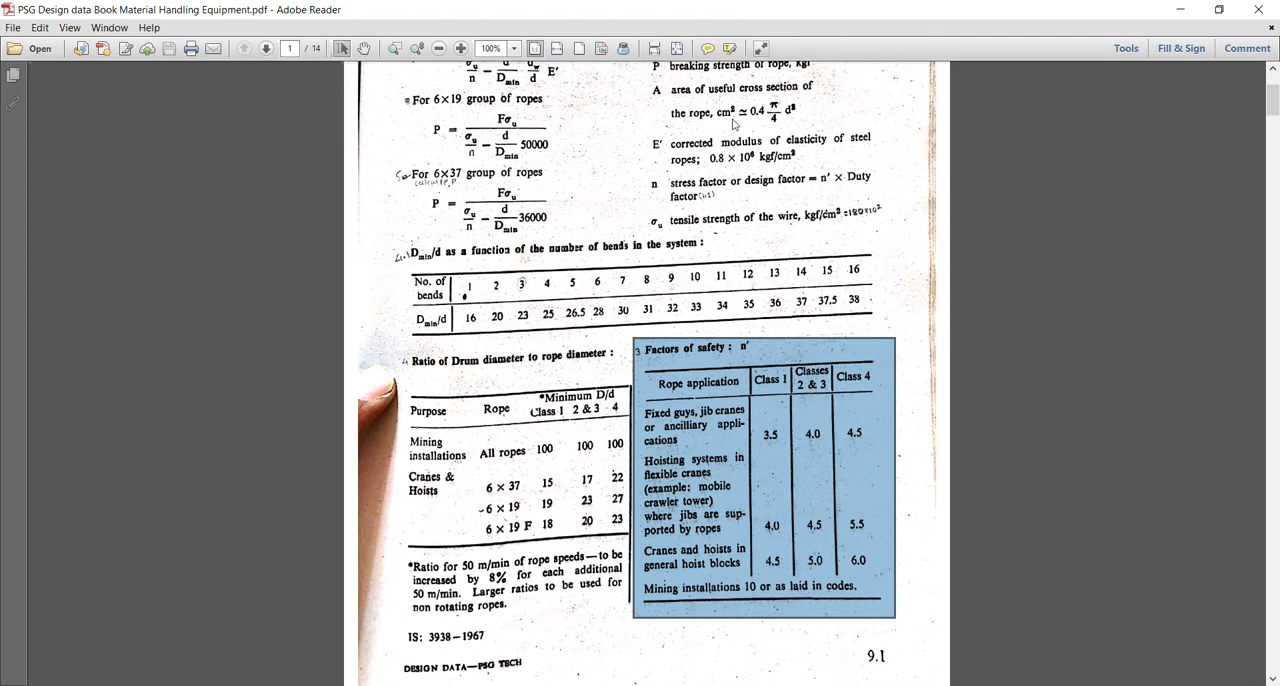 PSG Design data Book Material Handling Equipment.pdf - Adobe Reader
File Edit View Window Help
Open 1 / 14 100% Tools Fill & Sign Comment
σu/n − d/Dmin σw/d E'
For 6×19 group of ropes
P = Fσu / (σu/n − d/Dmin 50000)
For 6×37 group of ropes
calculate P
P = Fσu / (σu/n − d/Dmin 36000)
P breaking strength of rope, kgf
A area of useful cross section of
the rope, cm² ≃ 0.4 π/4 d²
E' corrected modulus of elasticity of steel
ropes; 0.8 × 10⁶ kgf/cm²
n stress factor or design factor = n' × Duty
factor
σu tensile strength of the wire, kgf/cm² =180×10²
Dmin/d as a function of the number of bends in the system :
No. of bends 1 2 3 4 5 6 7 8 9 10 11 12 13 14 15 16
Dmin/d 16 20 23 25 26.5 28 30 31 32 33 34 35 36 37 37.5 38
4 Ratio of Drum diameter to rope diameter :
*Minimum D/d
Purpose Rope Class 1 2 & 3 4
Mining
installations All ropes 100 100 100
Cranes &
Hoists 6 × 37 15 17 22
6 × 19 19 23 27
6 × 19 F 18 20 23
*Ratio for 50 m/min of rope speeds—to be
increased by 8% for each additional
50 m/min. Larger ratios to be used for
non rotating ropes.
IS: 3938-1967
DESIGN DATA—PSG TECH
3 Factors of safety : n'
Rope application Class 1 Classes 2 & 3 Class 4
Fixed guys, jib cranes
or ancilliary appli-
cations 3.5 4.0 4.5
Hoisting systems in
flexible cranes
(example: mobile
crawler tower)
where jibs are sup-
ported by ropes 4.0 4.5 5.5
Cranes and hoists in
general hoist blocks 4.5 5.0 6.0
Mining installations 10 or as laid in codes.
9.1